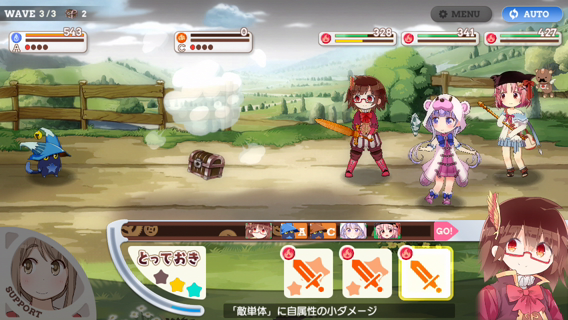 WAVE 3/3 2
MENU
AUTO
543
A
0
C
328
341
427
A
C
GO!
とっておき
SUPPORT
「敵単体」に自属性の小ダメージ